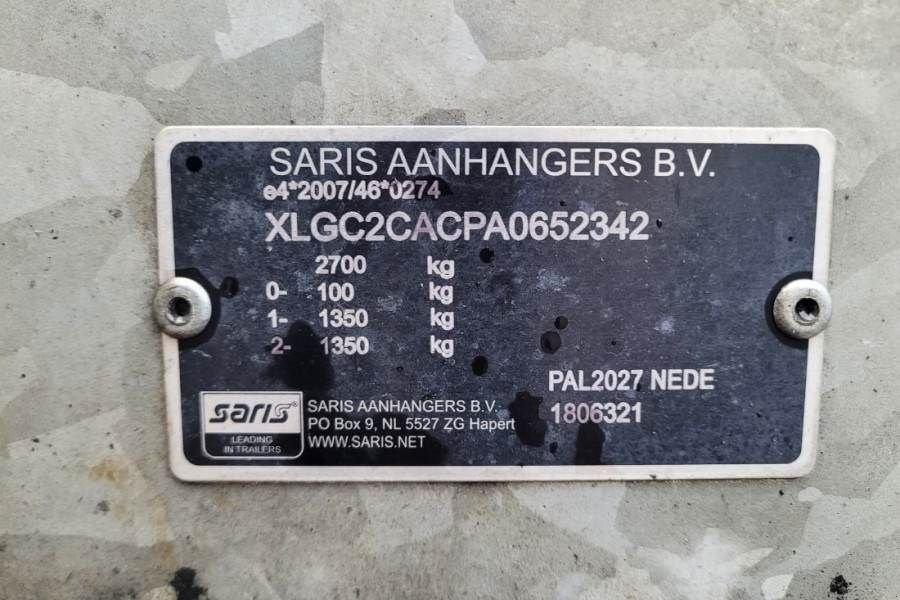 SARIS AANHANGERS B.V.
e4*2007/46*0274
XLGC2CACPA0652342
2700 kg
0- 100 kg
1- 1350 kg
2- 1350 kg
PAL2027 NEDE
1806321
saris®
LEADING
IN TRAILERS
SARIS AANHANGERS B.V.
PO Box 9, NL 5527 ZG Hapert
WWW.SARIS.NET